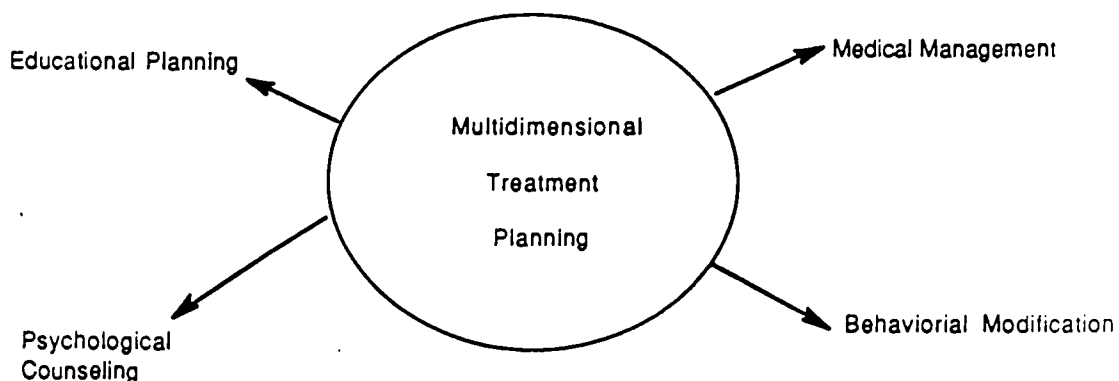 Educational Planning
Medical Management
Multidimensional
Treatment
Planning
Psychological
Counseling
Behaviorial Modification